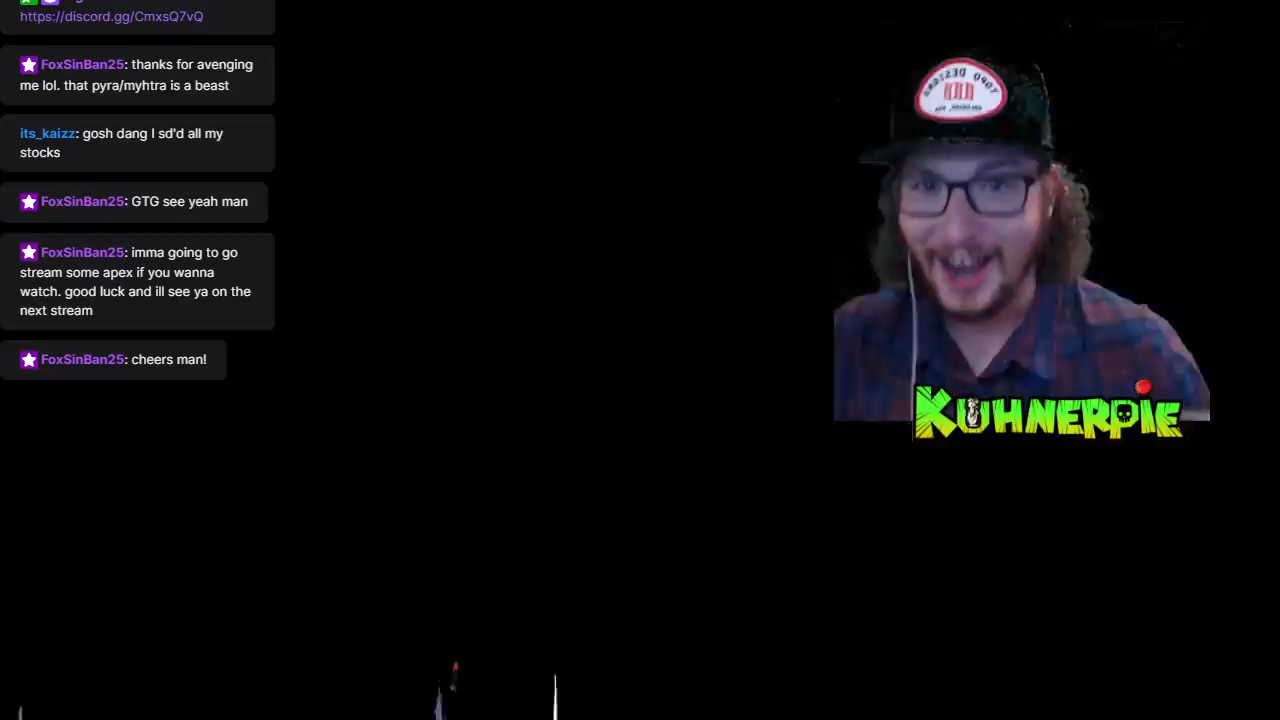 https://discord.gg/CmxsQ7vQ
FoxSinBan25: thanks for avenging
me lol. that pyra/myhtra is a beast
its_kaizz: gosh dang I sd'd all my
stocks
FoxSinBan25: GTG see yeah man
FoxSinBan25: imma going to go
stream some apex if you wanna
watch. good luck and ill see ya on the
next stream
FoxSinBan25: cheers man!
TOPO DESIGNS
KUHNERPIE